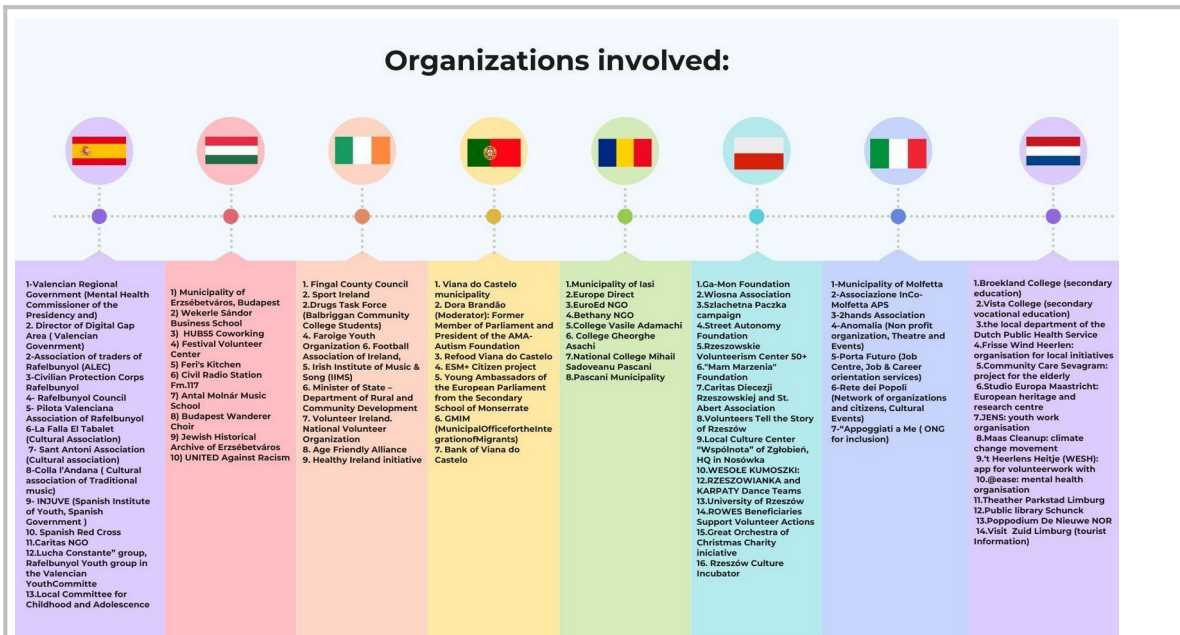 Organizations involved:
1-Valencian Regional
Government (Mental Health
Commissioner of the
Presidency and)
2. Director of Digital Gap
Area ( Valencian
Govenrment)
2-Association of traders of
Rafelbunyol (ALEC)
3-Civilian Protection Corps
Rafelbunyol
4- Rafelbunyol Council
5- Pilota Valenciana
Association of Rafelbunyol
6-La Falla El Tabalet
(Cultural Association)
7- Sant Antoni Association
(Cultural association)
8-Colla l'Andana ( Cultural
association of Traditional
music)
9- INJUVE (Spanish Institute
of Youth, Spanish
Government )
10. Spanish Red Cross
11.Caritas NGO
12.Lucha Constante" group,
Rafelbunyol Youth group in
the Valencian
YouthCommitte
13.Local Committee for
Childhood and Adolescence
1) Municipality of
Erzsébetváros, Budapest
2) Wekerle Sándor
Business School
3) HUB55 Coworking
4) Festival Volunteer
Center
5) Feri's Kitchen
6) Civil Radio Station
Fm.117
7) Antal Molnár Music
School
8) Budapest Wanderer
Choir
9) Jewish Historical
Archive of Erzsébetváros
10) UNITED Against Racism
1. Fingal County Council
2. Sport Ireland
2.Drugs Task Force
(Balbriggan Community
College Students)
4. Faroige Youth
Organization 6. Football
Association of Ireland,
5. Irish Institute of Music &
Song (IIMS)
6. Minister of State –
Department of Rural and
Community Development
7. Volunteer Ireland.
National Volunteer
Organization
8. Age Friendly Alliance
9. Healthy Ireland initiative
1. Viana do Castelo
municipality
2. Dora Brandão
(Moderator): Former
Member of Parliament and
President of the AMA-
Autism Foundation
3. Refood Viana do Castelo
4. ESM+ Citizen project
5. Young Ambassadors of
the European Parliament
from the Secondary
School of Monserrate
6. GMIM
(MunicipalOfficefortheInte
grationofMigrants)
7. Bank of Viana do
Castelo
1.Municipality of Iasi
2.Europe Direct
3.EuroEd NGO
4.Bethany NGO
5.College Vasile Adamachi
6. College Gheorghe
Asachi
7.National College Mihail
Sadoveanu Pascani
8.Pascani Municipality
1.Ga-Mon Foundation
2.Wiosna Association
3.Szlachetna Paczka
campaign
4.Street Autonomy
Foundation
5.Rzeszowskie
Volunteerism Center 50+
6."Mam Marzenia"
Foundation
7.Caritas Diecezji
Rzeszowskiej and St.
Abert Association
8.Volunteers Tell the Story
of Rzeszów
9.Local Culture Center
"Wspólnota" of Zgłobień,
HQ in Nosówka
10.WESOŁE KUMOSZKI:
12.RZESZOWIANKA and
KARPATY Dance Teams
13.University of Rzeszów
14.ROWES Beneficiaries
Support Volunteer Actions
15.Great Orchestra of
Christmas Charity
iniciative
16. Rzeszów Culture
Incubator
1-Municipality of Molfetta
2-Associazione InCo-
Molfetta APS
3-2hands Association
4-Anomalia (Non profit
organization, Theatre and
Events)
5-Porta Futuro (Job
Centre, Job & Career
orientation services)
6-Rete dei Popoli
(Network of organizations
and citizens, Cultural
Events)
7-"Appoggiati a Me ( ONG
for inclusion)
1.Broekland College (secondary
education)
2.Vista College (secondary
vocational education)
3.the local department of the
Dutch Public Health Service
4.Frisse Wind Heerlen:
organisation for local initiatives
5.Community Care Sevagram:
project for the elderly
6.Studio Europa Maastricht:
European heritage and
research centre
7.JENS: youth work
organisation
8.Maas Cleanup: climate
change movement
9.'t Heerlens Heitje (WESH):
app for volunteerwork with
10.@ease: mental health
organisation
11.Theather Parkstad Limburg
12.Public library Schunck
13.Poppodium De Nieuwe NOR
14.Visit Zuid Limburg (tourist
Information)